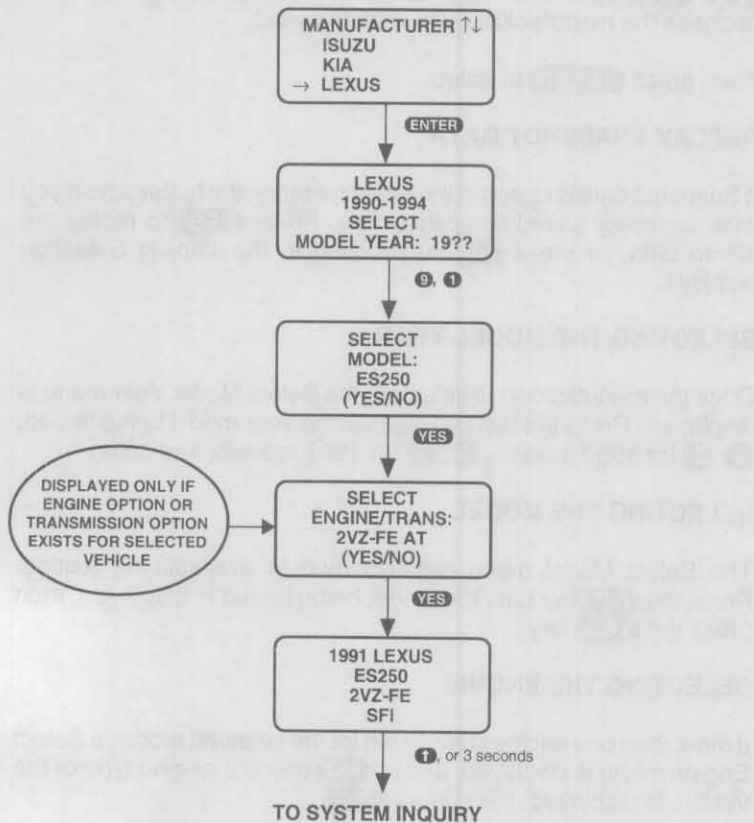 MANUFACTURER ↑↓
ISUZU
KIA
→ LEXUS
ENTER
LEXUS
1990-1994
SELECT
MODEL YEAR: 19??
9, 1
SELECT
MODEL:
ES250
(YES/NO)
YES
DISPLAYED ONLY IF
ENGINE OPTION OR
TRANSMISSION OPTION
EXISTS FOR SELECTED
VEHICLE
SELECT
ENGINE/TRANS:
2VZ-FE AT
(YES/NO)
YES
1991 LEXUS
ES250
2VZ-FE
SFI
↑, or 3 seconds
TO SYSTEM INQUIRY